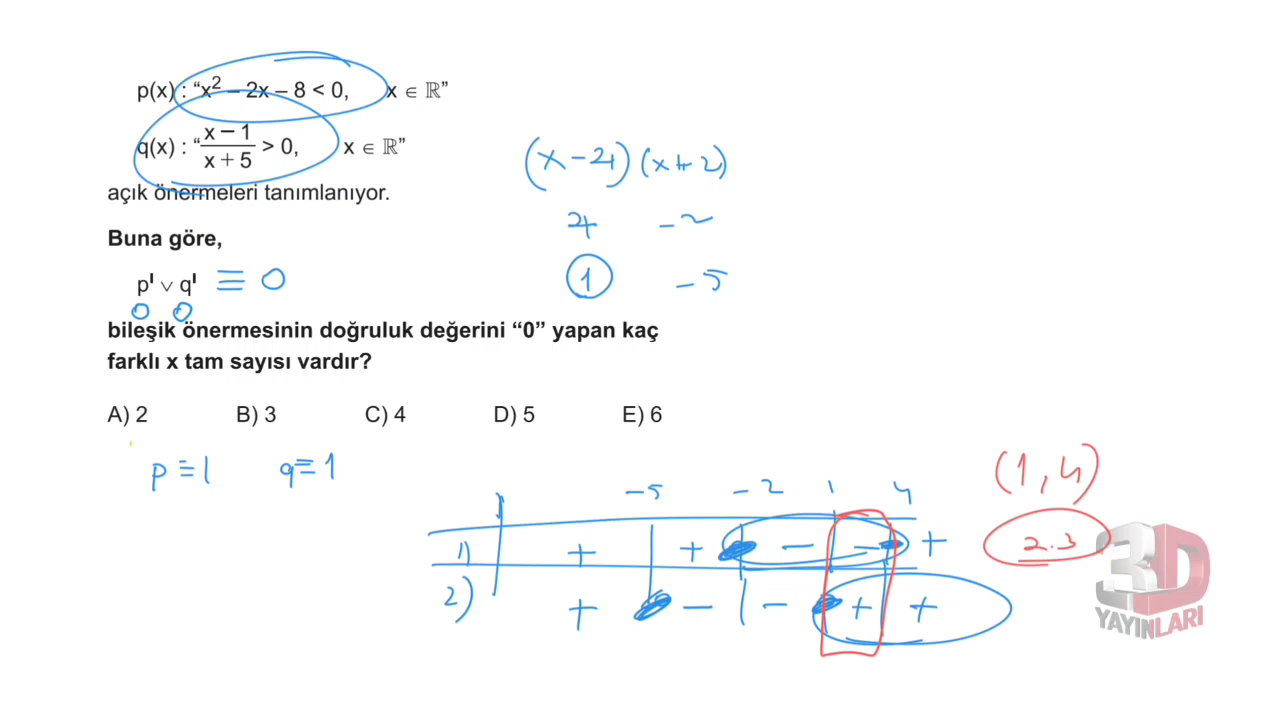 p(x) : “x² – 2x – 8 < 0, x ∈ ℝ”
q(x) : “(x – 1)/(x + 5) > 0, x ∈ ℝ”
açık önermeleri tanımlanıyor.
(x-4)(x+2)
4 -2
1 -5
Buna göre,
p' ∨ q' ≡ 0
0 0
bileşik önermesinin doğruluk değerini “0” yapan kaç
farklı x tam sayısı vardır?
A) 2 B) 3 C) 4 D) 5 E) 6
p ≡ 1 q ≡ 1
-5 -2 1 4
1) + + - - +
2) + - - + +
(1, 4)
2.3
3D
YAYINLARI